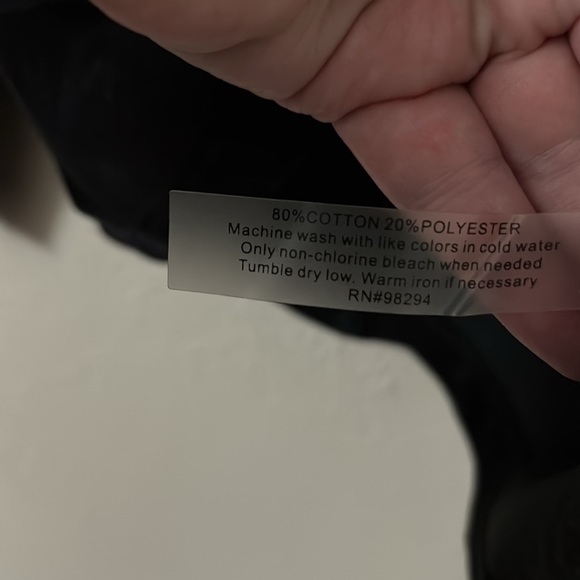 80%COTTON 20%POLYESTER
Machine wash with like colors in cold water
Only non-chlorine bleach when needed
Tumble dry low. Warm iron if necessary
RN#98294